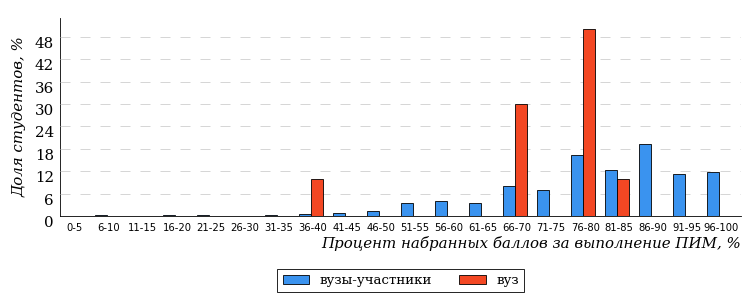 Доля студентов, %
48
42
36
30
24
18
12
6
0
0-5 6-10 11-15 16-20 21-25 26-30 31-35 36-40 41-45 46-50 51-55 56-60 61-65 66-70 71-75 76-80 81-85 86-90 91-95 96-100
Процент набранных баллов за выполнение ПИМ, %
вузы-участники вуз